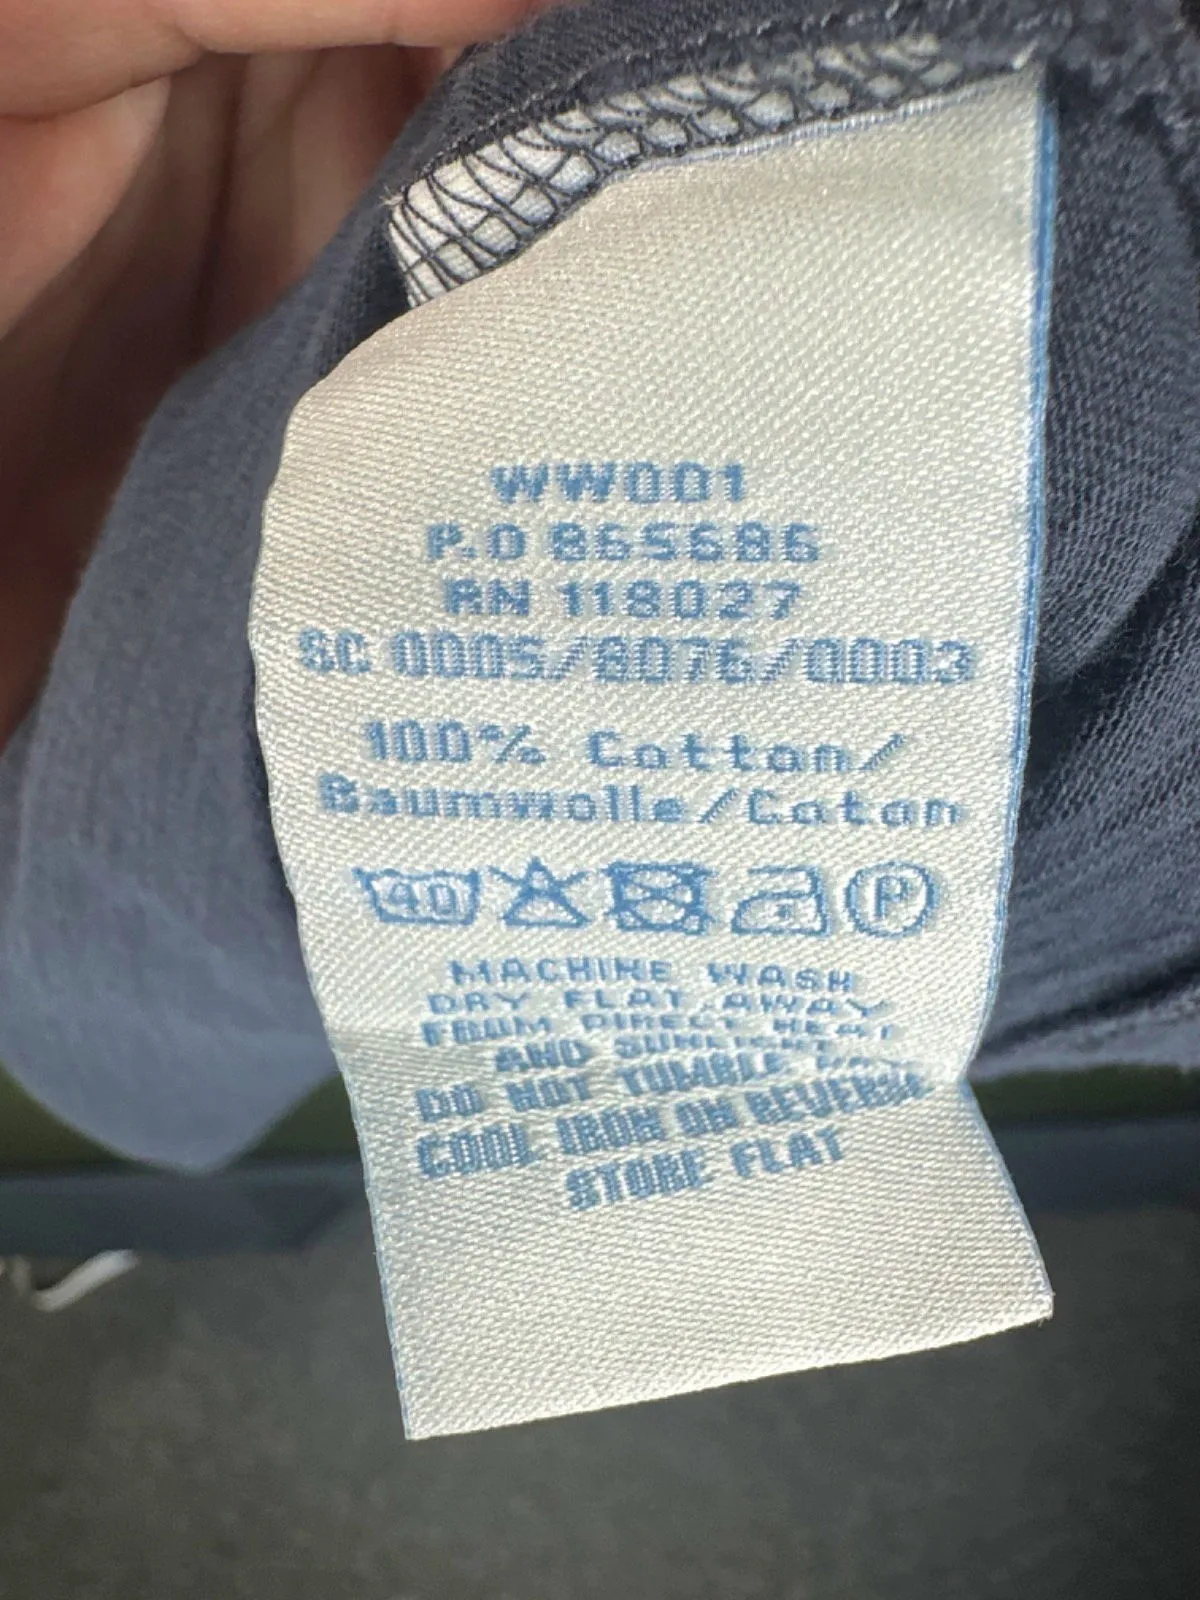 WW001
P.O 865686
RN 118027
SC 0005/8076/0003
100% Cotton/
Baumwolle/Coton
40 P
MACHINE WASH
DRY FLAT AWAY
FROM DIRECT HEAT
AND SUNLIGHT
DO NOT TUMBLE DRY
COOL IRON ON REVERSE
STORE FLAT